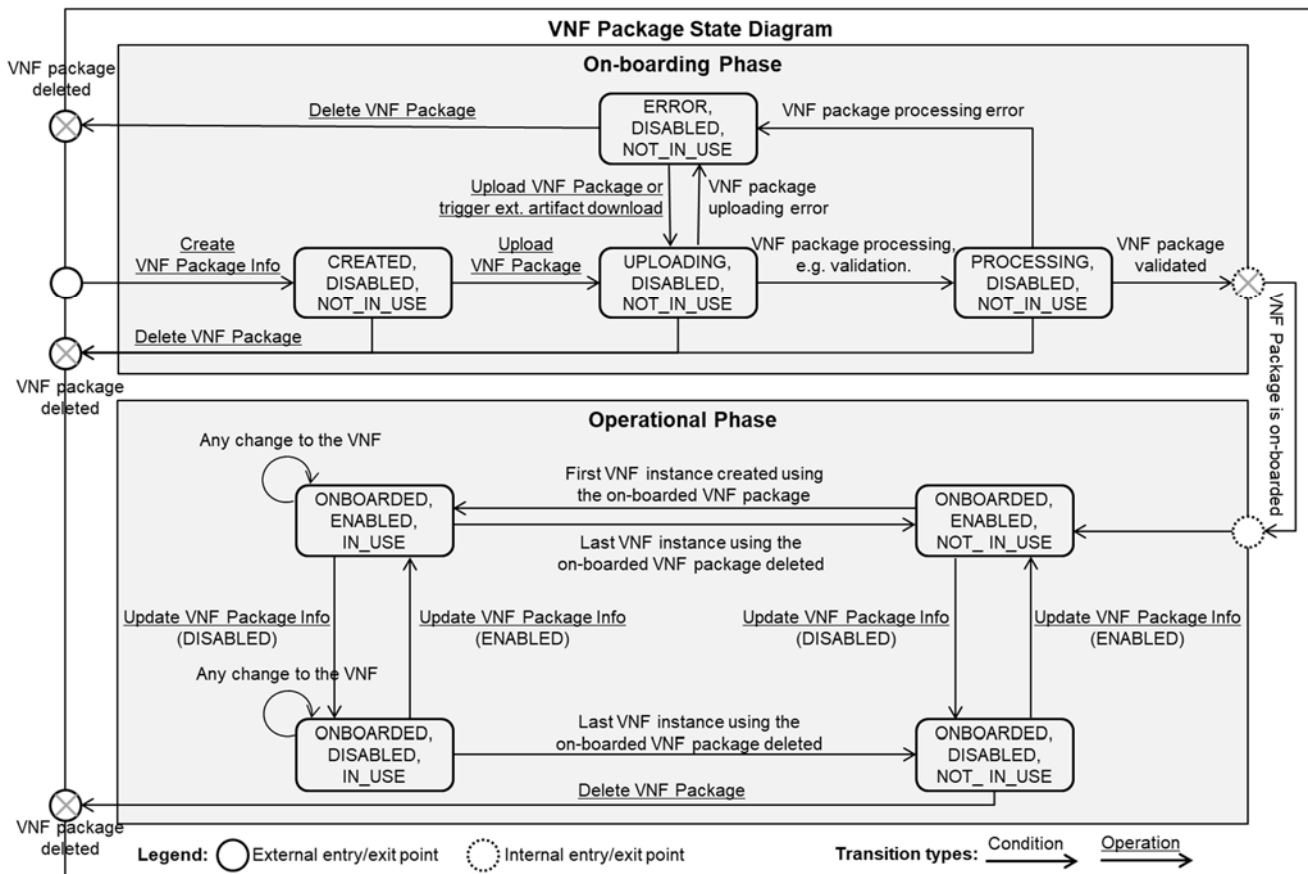 VNF Package State Diagram
On-boarding Phase
VNF package
deleted
Delete VNF Package
ERROR,
DISABLED,
NOT_IN_USE
VNF package processing error
Upload VNF Package or
trigger ext. artifact download
VNF package
uploading error
Create
VNF Package Info
CREATED,
DISABLED,
NOT_IN_USE
Upload
VNF Package
UPLOADING,
DISABLED,
NOT_IN_USE
VNF package processing,
e.g. validation.
PROCESSING,
DISABLED,
NOT_IN_USE
VNF package
validated
Delete VNF Package
VNF package
deleted
VNF Package is on-boarded
Operational Phase
Any change to the VNF
ONBOARDED,
ENABLED,
IN_USE
First VNF instance created using
the on-boarded VNF package
Last VNF instance using the
on-boarded VNF package deleted
ONBOARDED,
ENABLED,
NOT_ IN_USE
Update VNF Package Info
(DISABLED)
Update VNF Package Info
(ENABLED)
Update VNF Package Info
(DISABLED)
Update VNF Package Info
(ENABLED)
Any change to the VNF
ONBOARDED,
DISABLED,
IN_USE
Last VNF instance using the
on-boarded VNF package deleted
ONBOARDED,
DISABLED,
NOT_ IN_USE
Delete VNF Package
VNF package
deleted
Legend:
External entry/exit point
Internal entry/exit point
Transition types:
Condition
Operation